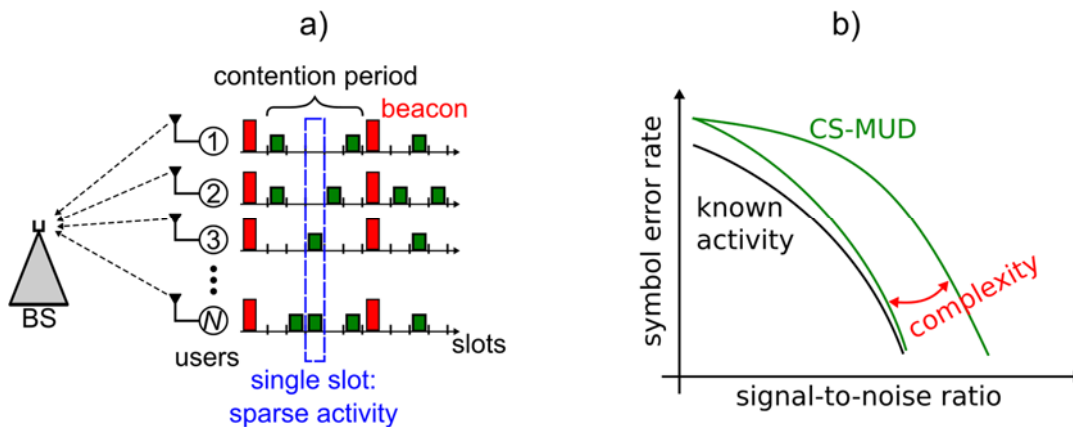 a)
contention period
beacon
1
2
3
N
BS
users
slots
single slot:
sparse activity
b)
symbol error rate
CS-MUD
known
activity
complexity
signal-to-noise ratio